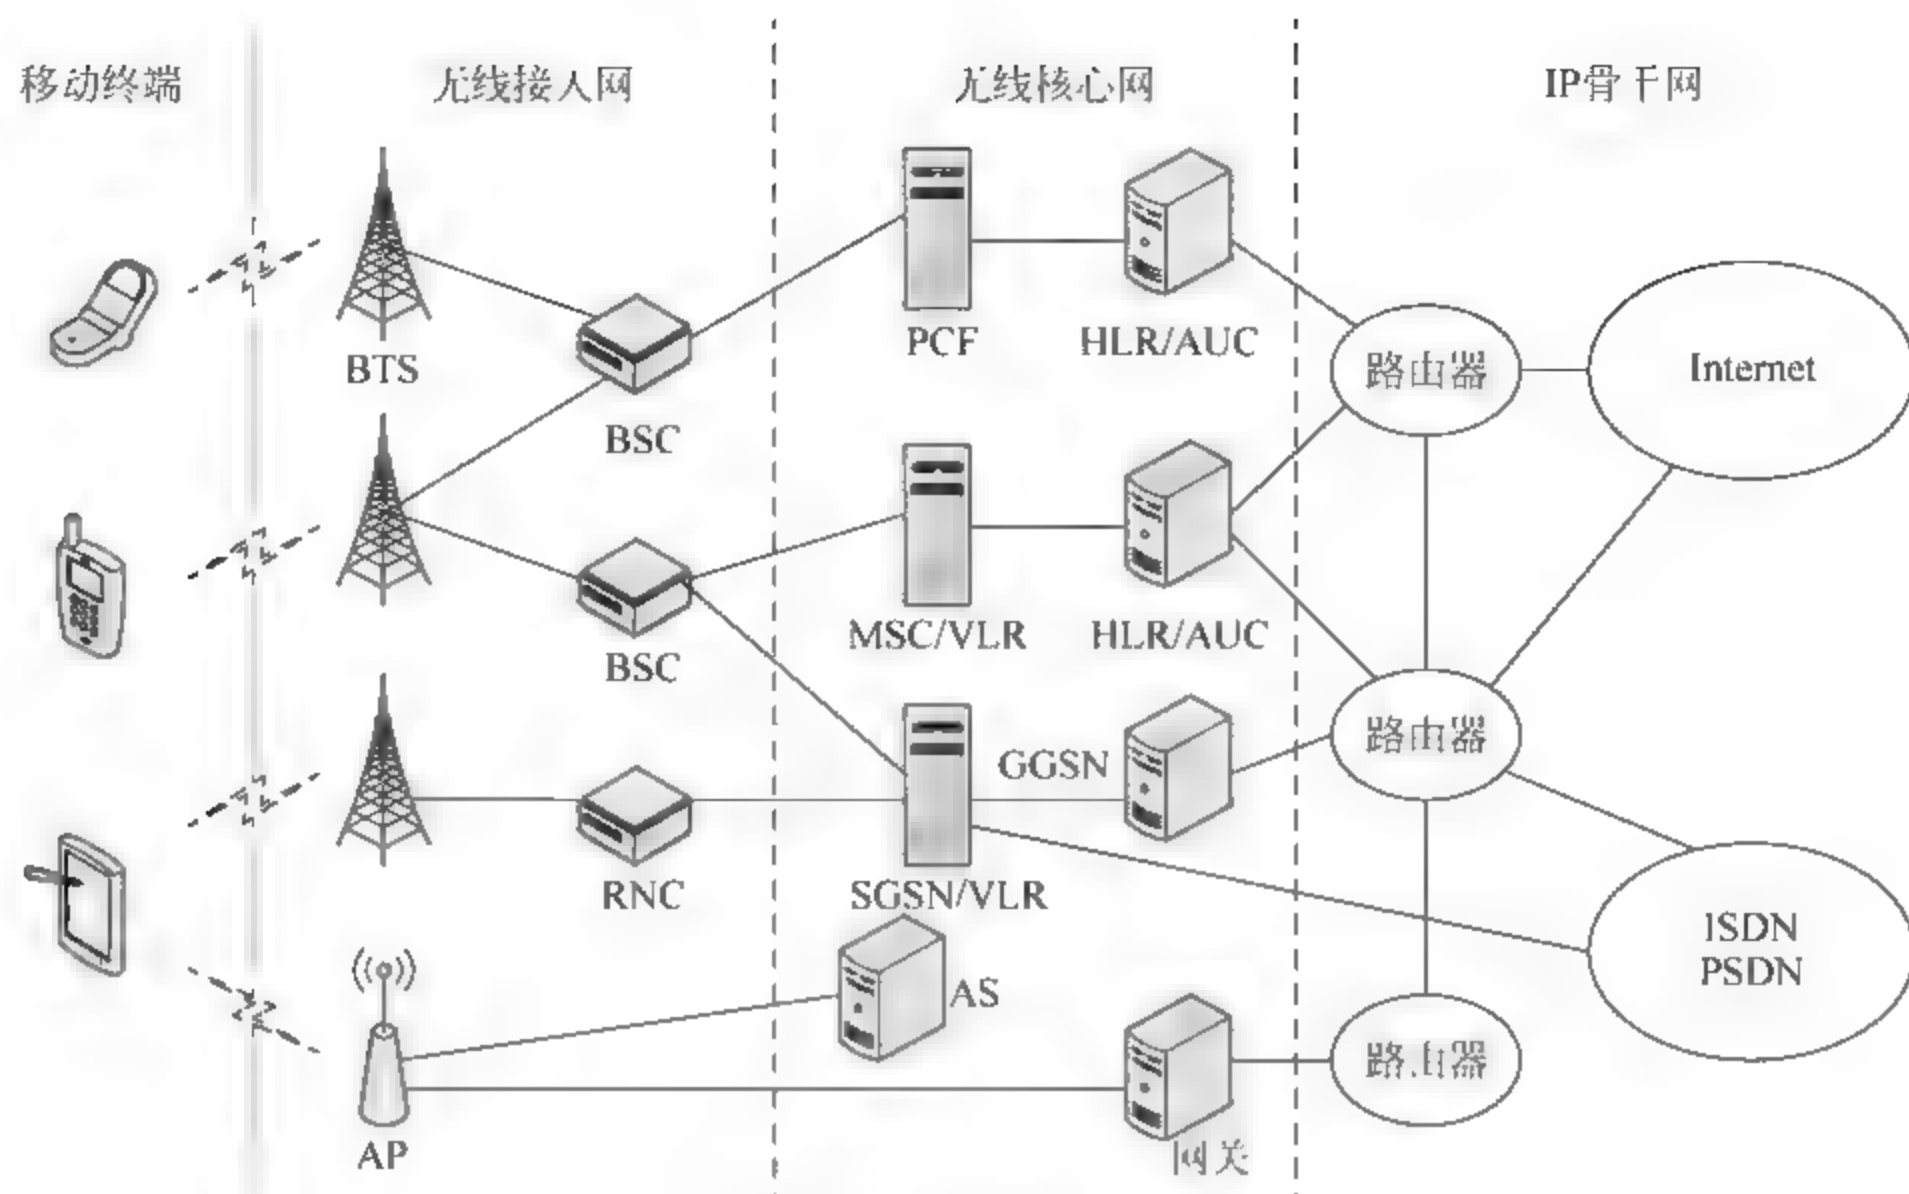 移动终端
无线接入网
无线核心网
IP骨干网
BTS
PCF
HLR/AUC
路由器
Internet
BSC
MSC/VLR
HLR/AUC
BSC
GGSN
路由器
RNC
SGSN/VLR
ISDN
PSDN
AS
路由器
AP
网关